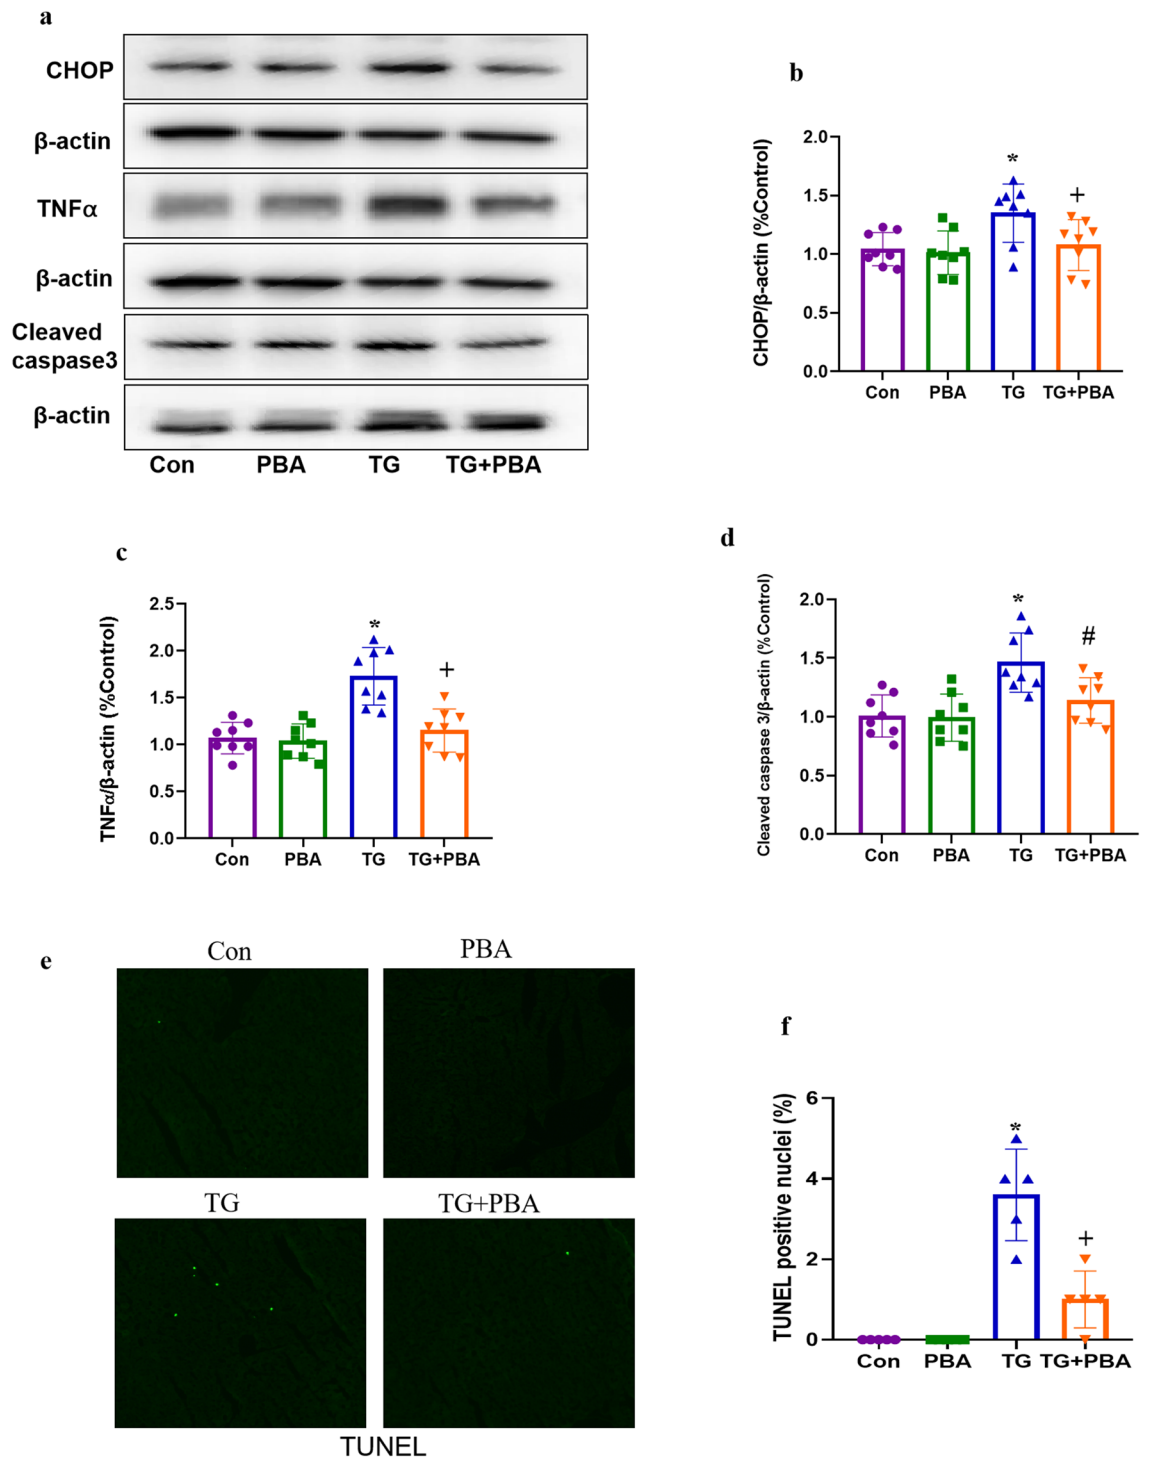 a
CHOP
β-actin
TNFα
β-actin
Cleaved
caspase3
β-actin
Con PBA TG TG+PBA
b
CHOP/β-actin (%Control)
2.0
1.5
1.0
0.5
0.0
*
+
Con PBA TG TG+PBA
c
TNFα/β-actin (%Control)
2.5
2.0
1.5
1.0
0.5
0.0
*
+
Con PBA TG TG+PBA
d
Cleaved caspase 3/β-actin (%Control)
2.0
1.5
1.0
0.5
0.0
*
#
Con PBA TG TG+PBA
e
Con PBA
TG TG+PBA
TUNEL
f
TUNEL positive nuclei (%)
6
4
2
0
*
+
Con PBA TG TG+PBA